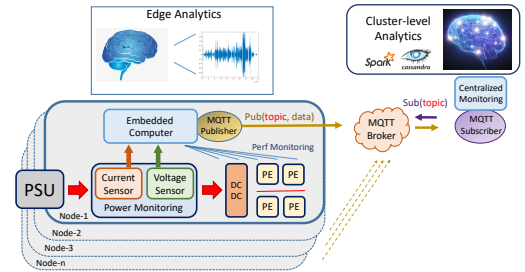 Edge Analytics
Cluster-level
Analytics
Spark
cassandra
Embedded
Computer
MQTT
Publisher
Pub(topic, data)
MQTT
Broker
Sub(topic)
Centralized
Monitoring
MQTT
Subscriber
Perf Monitoring
PSU
Current
Sensor
Voltage
Sensor
Power Monitoring
DC
DC
PE
PE
PE
PE
Node-1
Node-2
Node-3
Node-n